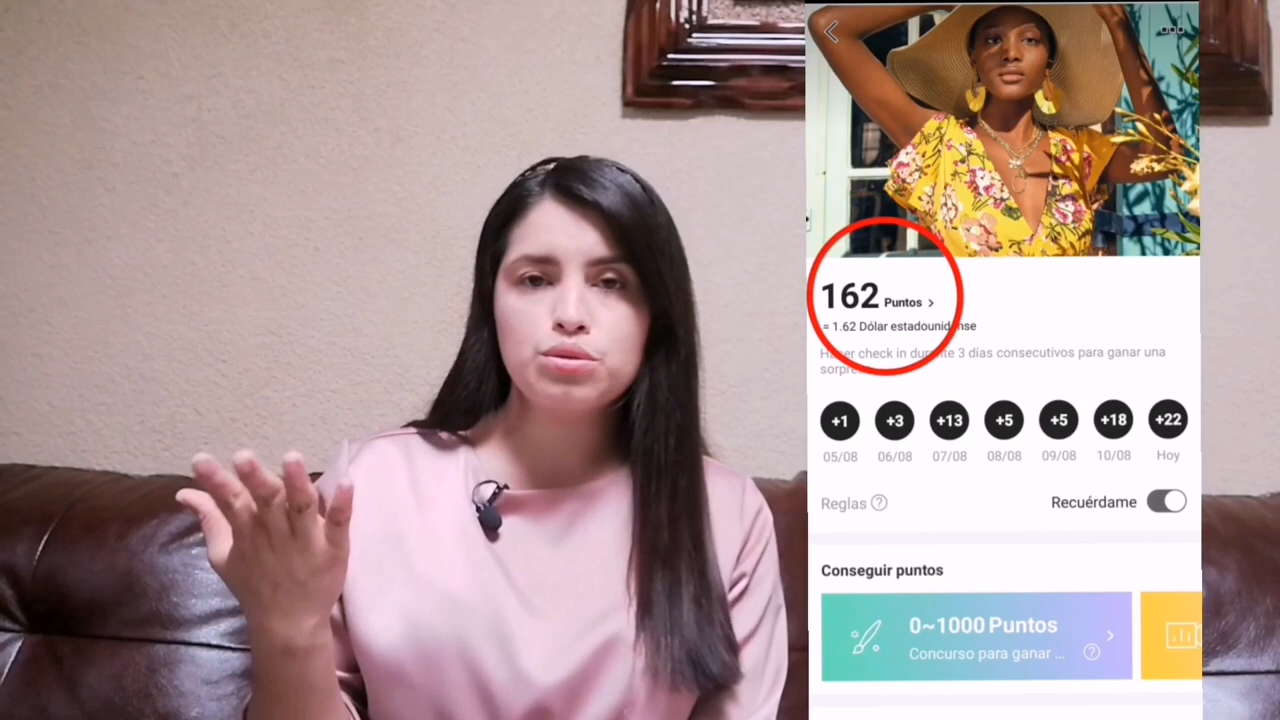 162 Puntos >
= 1.62 Dólar estadounidense
Hacer check in durante 3 días consecutivos para ganar una
sorpre
+1 +3 +13 +5 +5 +18 +22
05/08 06/08 07/08 08/08 09/08 10/08 Hoy
Reglas ?
Recuérdame
Conseguir puntos
0~1000 Puntos >
Concurso para ganar ... ?